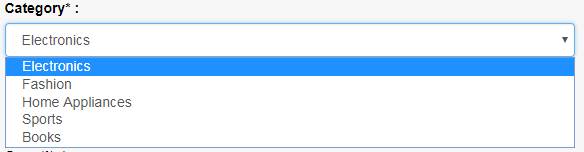 Category* :
Electronics
Electronics
Fashion
Home Appliances
Sports
Books